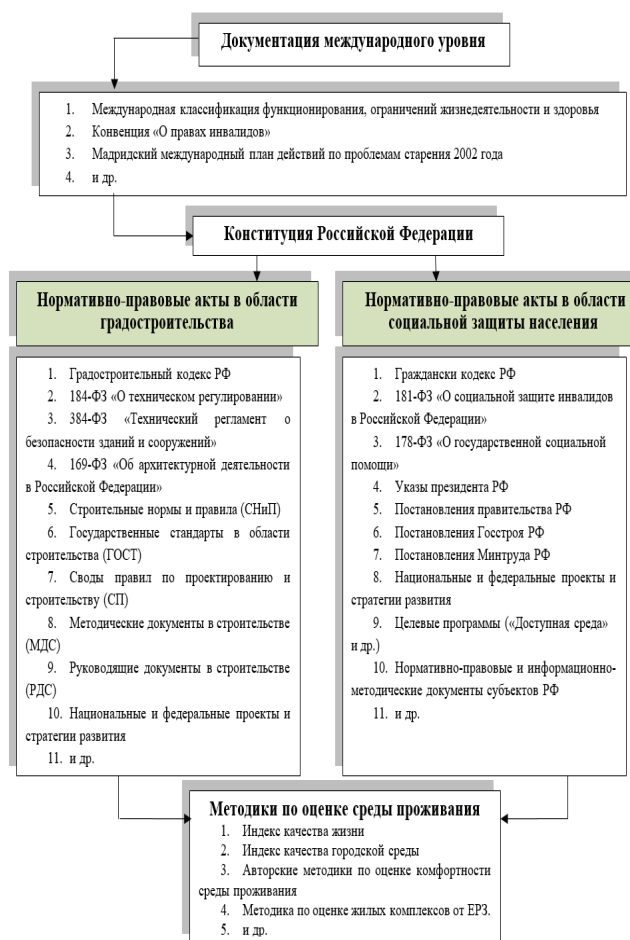 Документация международного уровня
1. Международная классификация функционирования, ограничений жизнедеятельности и здоровья
2. Конвенция «О правах инвалидов»
3. Мадридский международный план действий по проблемам старения 2002 года
4. и др.
Конституция Российской Федерации
Нормативно-правовые акты в области
градостроительства
1. Градостроительный кодекс РФ
2. 184-ФЗ «О техническом регулировании»
3. 384-ФЗ «Технический регламент о
безопасности зданий и сооружений»
4. 169-ФЗ «Об архитектурной деятельности
в Российской Федерации»
5. Строительные нормы и правила (СНиП)
6. Государственные стандарты в области
строительства (ГОСТ)
7. Своды правил по проектированию и
строительству (СП)
8. Методические документы в строительстве
(МДС)
9. Руководящие документы в строительстве
(РДС)
10. Национальные и федеральные проекты и
стратегии развития
11. и др.
Нормативно-правовые акты в области
социальной защиты населения
1. Граждански кодекс РФ
2. 181-ФЗ «О социальной защите инвалидов
в Российской Федерации»
3. 178-ФЗ «О государственной социальной
помощи»
4. Указы президента РФ
5. Постановления правительства РФ
6. Постановления Госстроя РФ
7. Постановления Минтруда РФ
8. Национальные и федеральные проекты и
стратегии развития
9. Целевые программы («Доступная среда»
и др.)
10. Нормативно-правовые и информационно-
методические документы субъектов РФ
11. и др.
Методики по оценке среды проживания
1. Индекс качества жизни
2. Индекс качества городской среды
3. Авторские методики по оценке комфортности
среды проживания
4. Методика по оценке жилых комплексов от ЕРЗ.
5. и др.